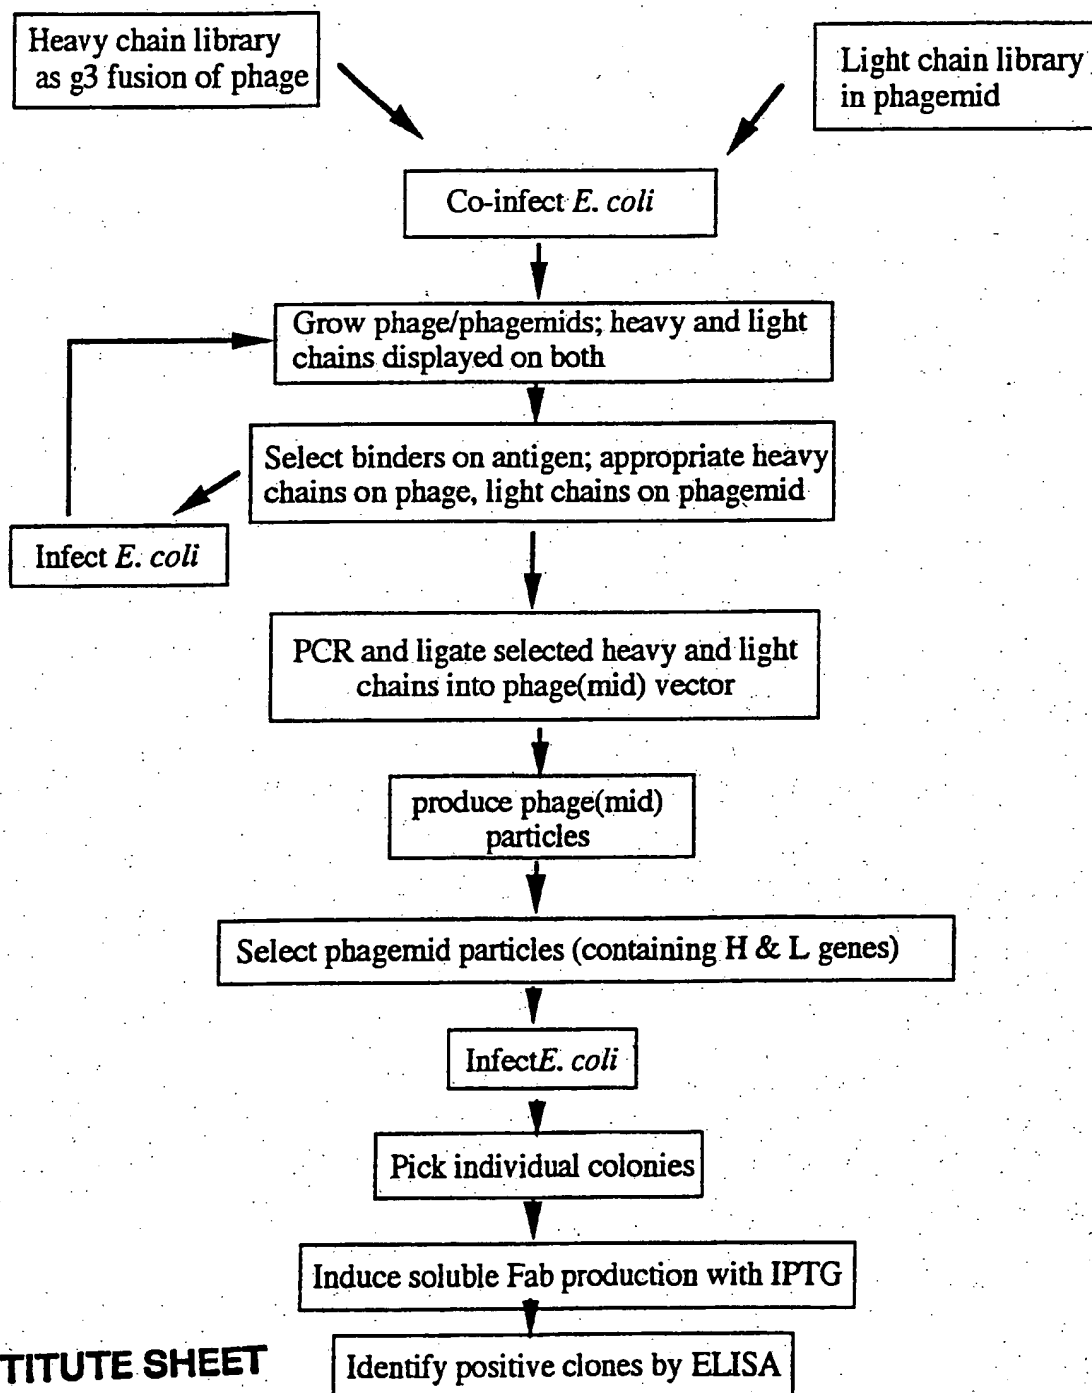 Heavy chain library
as g3 fusion of phage
Light chain library
in phagemid
Co-infect E. coli
Grow phage/phagemids; heavy and light
chains displayed on both
Select binders on antigen; appropriate heavy
chains on phage, light chains on phagemid
Infect E. coli
PCR and ligate selected heavy and light
chains into phage(mid) vector
produce phage(mid)
particles
Select phagemid particles (containing H & L genes)
InfectE. coli
Pick individual colonies
Induce soluble Fab production with IPTG
TITUTE SHEET
Identify positive clones by ELISA